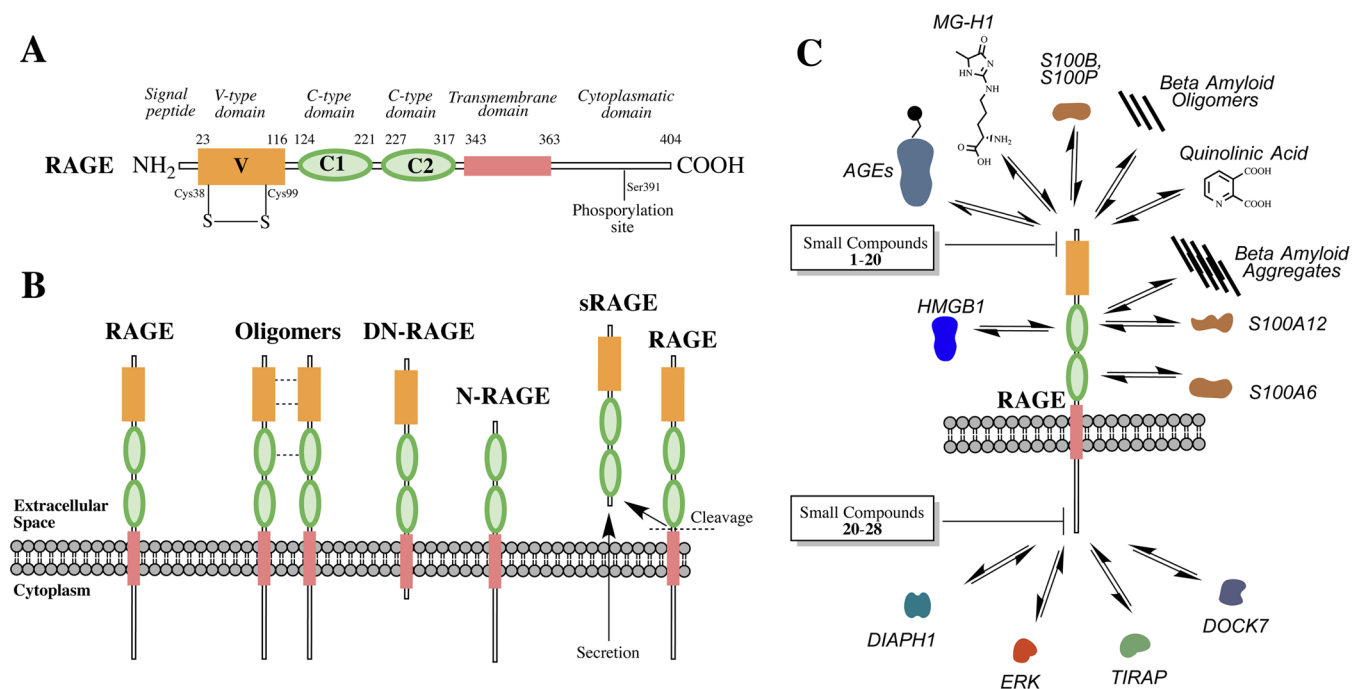 A
Signal
peptide
V-type
domain
C-type
domain
C-type
domain
Transmembrane
domain
Cytoplasmatic
domain
23 116 124 221 227 317 343 363 404
RAGE NH2 V C1 C2 COOH
Cys38 Cys99 Ser391
S S
Phosporylation
site
B
RAGE
Oligomers
DN-RAGE
N-RAGE
sRAGE
RAGE
Extracellular
Space
Cleavage
Cytoplasm
Secretion
C
MG-H1
O
N
HN
NH
NH2
O
OH
AGEs
S100B,
S100P
Beta Amyloid
Oligomers
Quinolinic Acid
COOH
N
COOH
Small Compounds
1-20
Beta Amyloid
Aggregates
HMGB1
S100A12
S100A6
RAGE
Small Compounds
20-28
DIAPH1
ERK
TIRAP
DOCK7